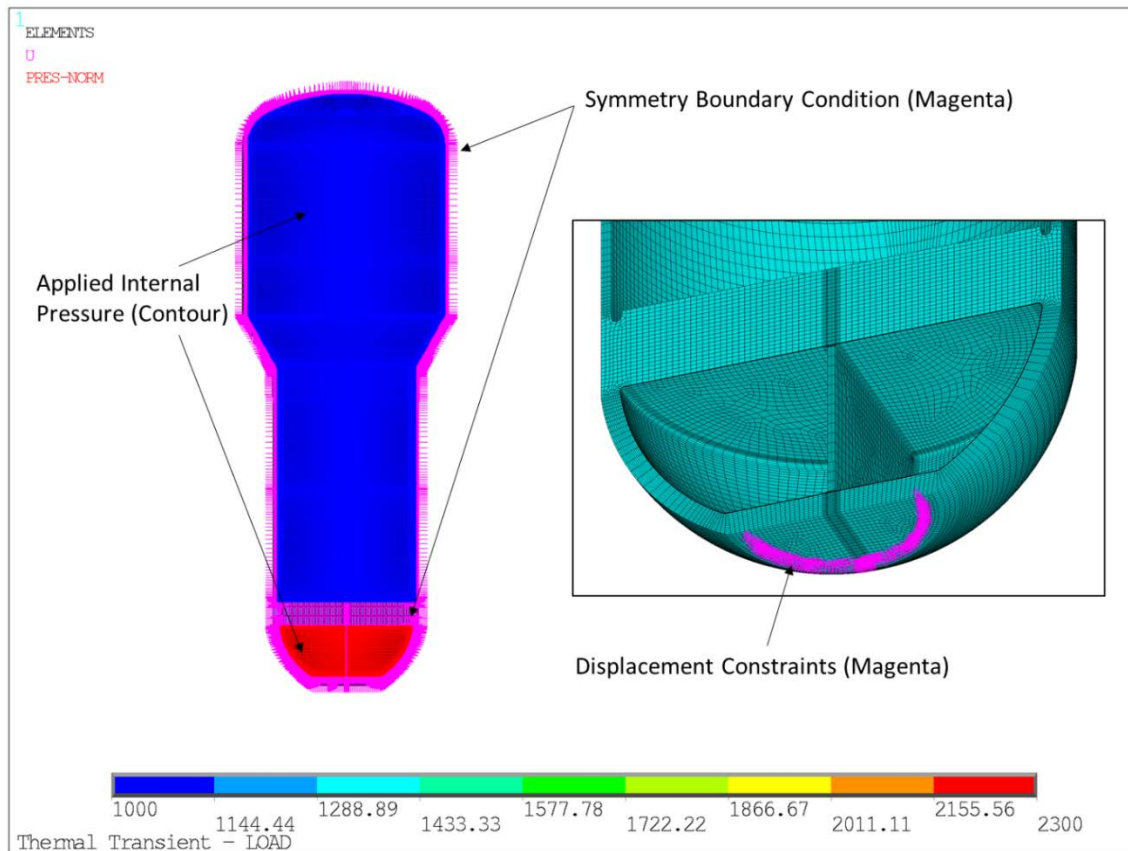 1
ELEMENTS
U
PRES-NORM
Symmetry Boundary Condition (Magenta)
Applied Internal
Pressure (Contour)
Displacement Constraints (Magenta)
1000
1144.44
1288.89
1433.33
1577.78
1722.22
1866.67
2011.11
2155.56
2300
Thermal Transient - LOAD